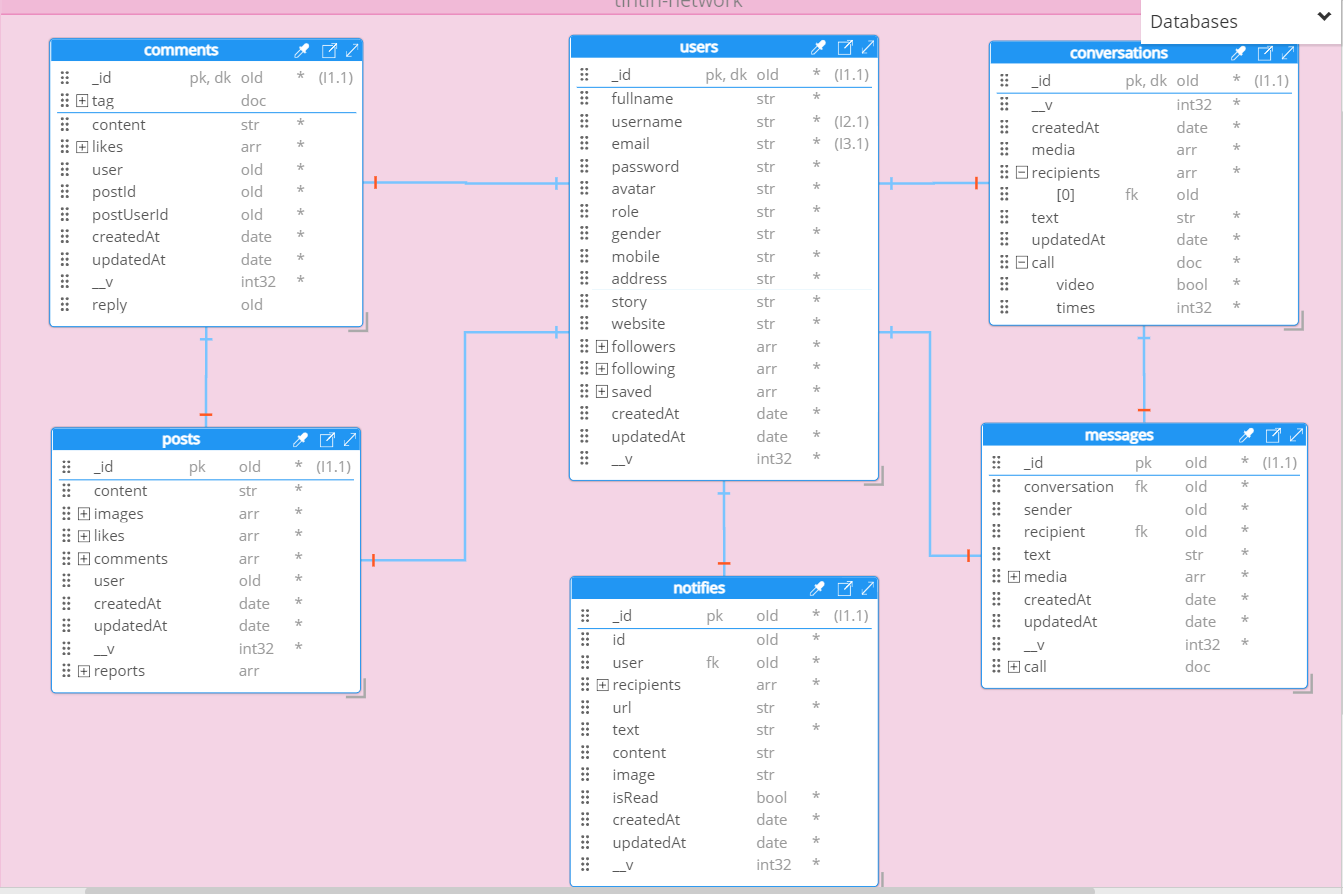 tintin-network
Databases
comments
_id pk, dk oId * (I1.1)
tag doc
content str *
likes arr *
user oId *
postId oId *
postUserId oId *
createdAt date *
updatedAt date *
__v int32 *
reply oId
users
_id pk, dk oId * (I1.1)
fullname str *
username str * (I2.1)
email str * (I3.1)
password str *
avatar str *
role str *
gender str *
mobile str *
address str *
story str *
website str *
followers arr *
following arr *
saved arr *
createdAt date *
updatedAt date *
__v int32 *
conversations
_id pk, dk oId * (I1.1)
__v int32 *
createdAt date *
media arr *
recipients arr *
[0] fk oId
text str *
updatedAt date *
call doc *
video bool *
times int32 *
posts
_id pk oId * (I1.1)
content str *
images arr *
likes arr *
comments arr *
user oId *
createdAt date *
updatedAt date *
__v int32 *
reports arr
messages
_id pk oId * (I1.1)
conversation fk oId *
sender oId *
recipient fk oId *
text str *
media arr *
createdAt date *
updatedAt date *
__v int32 *
call doc
notifies
_id pk oId * (I1.1)
id oId *
user fk oId *
recipients arr *
url str *
text str *
content str
image str
isRead bool *
createdAt date *
updatedAt date *
__v int32 *